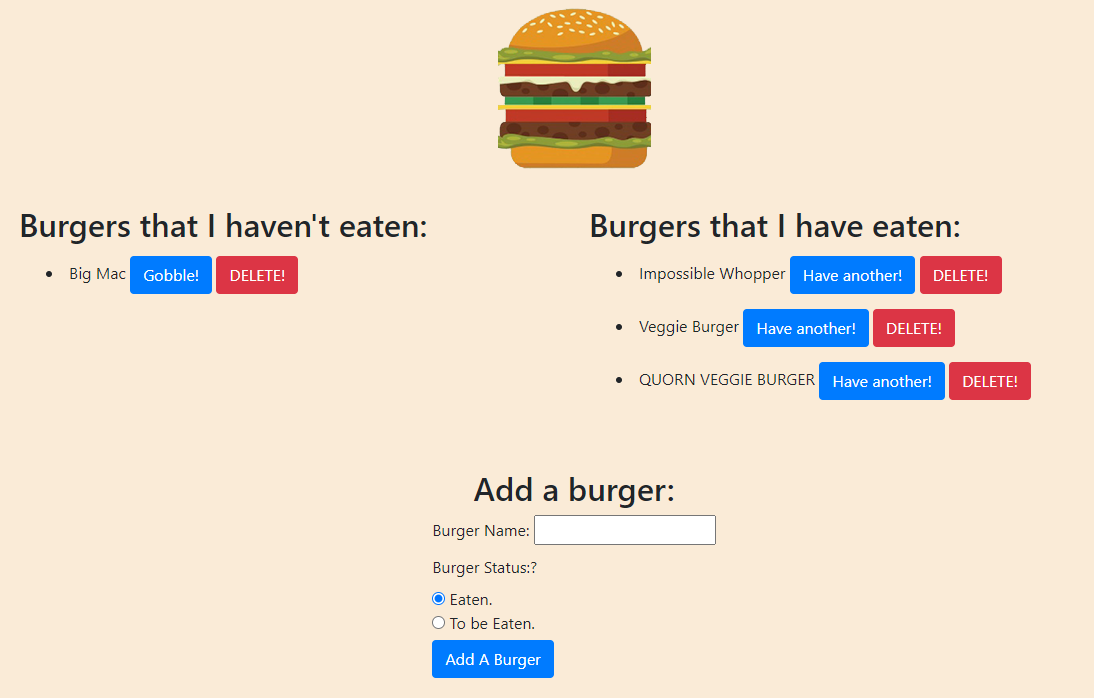 Burgers that I haven't eaten:
Big Mac Gobble! DELETE!
Burgers that I have eaten:
Impossible Whopper Have another! DELETE!
Veggie Burger Have another! DELETE!
QUORN VEGGIE BURGER Have another! DELETE!
Add a burger:
Burger Name:
Burger Status:?
Eaten.
To be Eaten.
Add A Burger